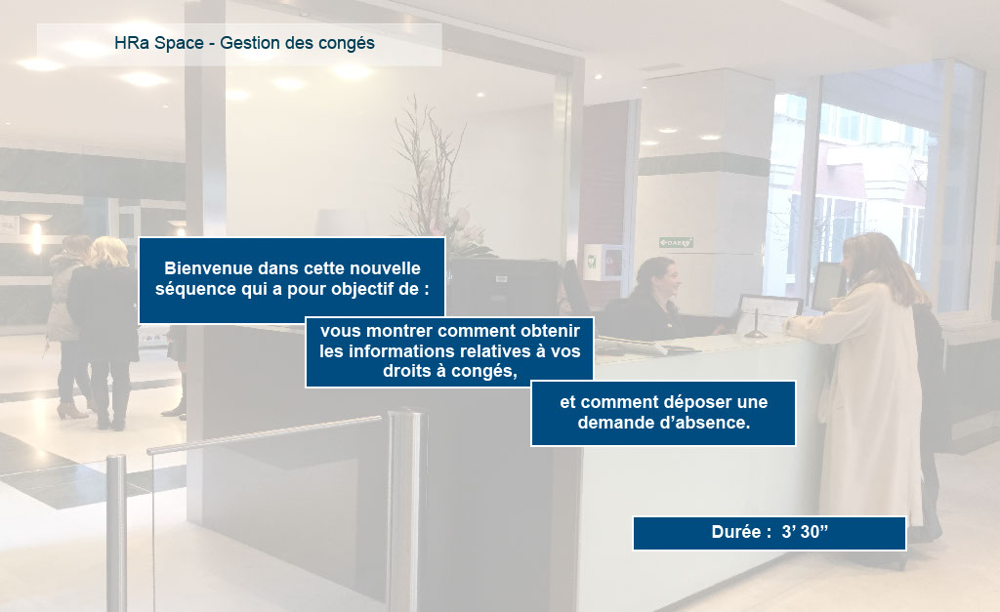 HRa Space - Gestion des congés
Bienvenue dans cette nouvelle
séquence qui a pour objectif de :
vous montrer comment obtenir
les informations relatives à vos
droits à congés,
et comment déposer une
demande d’absence.
Durée :  3’ 30”